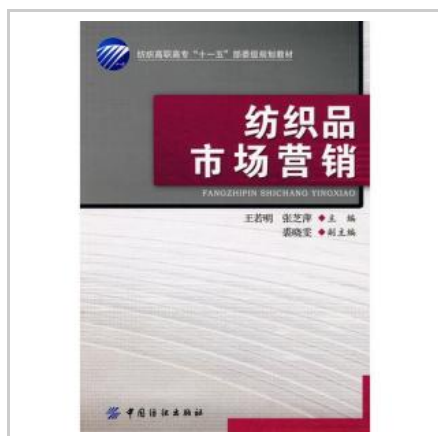 纺织高职高专“十一五”部委级规划教材
纺织品
市场营销
FANGZHIPIN SHICHANG YINGXIAO
王若明 张芝萍 ◆主 编
裘晓雯 ◆副主编
中国纺织出版社